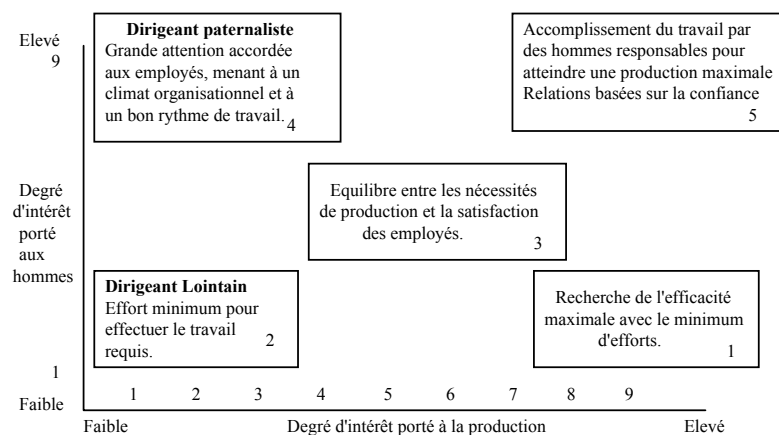 Elevé
9
Dirigeant paternaliste
Grande attention accordée
aux employés, menant à un
climat organisationnel et à
un bon rythme de travail.
4
Accomplissement du travail par
des hommes responsables pour
atteindre une production maximale
Relations basées sur la confiance
5
Degré
d'intérêt
porté
aux
hommes
Equilibre entre les nécessités
de production et la satisfaction
des employés.
3
Dirigeant Lointain
Effort minimum pour
effectuer le travail
requis.
2
Recherche de l'efficacité
maximale avec le minimum
d'efforts.
1
1
Faible
1 2 3 4 5 6 7 8 9
Faible Degré d'intérêt porté à la production Elevé